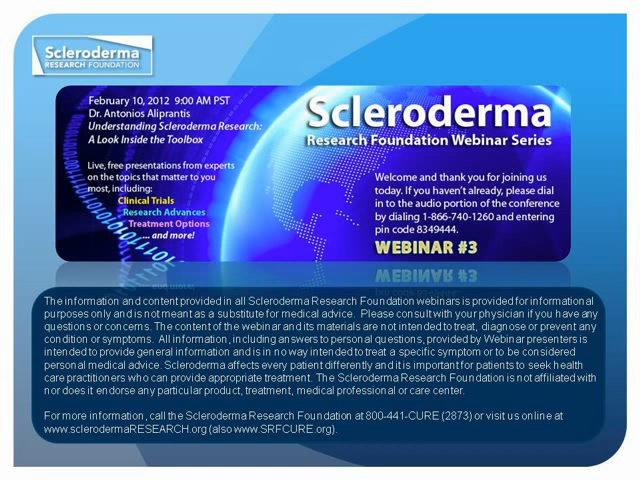 Scleroderma
RESEARCH FOUNDATION
February 10, 2012 9:00 AM PST
Dr. Antonios Aliprantis
Understanding Scleroderma Research:
A Look Inside the Toolbox
Live, free presentations from experts
on the topics that matter to you
most, including:
Clinical Trials
Research Advances
Treatment Options
... and more!
Scleroderma
Research Foundation Webinar Series
Welcome and thank you for joining us
today. If you haven't already, please dial
in to the audio portion of the conference
by dialing 1-866-740-1260 and entering
pin code 8349444.
WEBINAR #3
The information and content provided in all Scleroderma Research Foundation webinars is provided for informational
purposes only and is not meant as a substitute for medical advice. Please consult with your physician if you have any
questions or concerns. The content of the webinar and its materials are not intended to treat, diagnose or prevent any
condition or symptoms. All information, including answers to personal questions, provided by Webinar presenters is
intended to provide general information and is in no way intended to treat a specific symptom or to be considered
personal medical advice. Scleroderma affects every patient differently and it is important for patients to seek health
care practitioners who can provide appropriate treatment. The Scleroderma Research Foundation is not affiliated with
nor does it endorse any particular product, treatment, medical professional or care center.
For more information, call the Scleroderma Research Foundation at 800-441-CURE (2873) or visit us online at
www.sclerodermaRESEARCH.org (also www.SRFCURE.org).